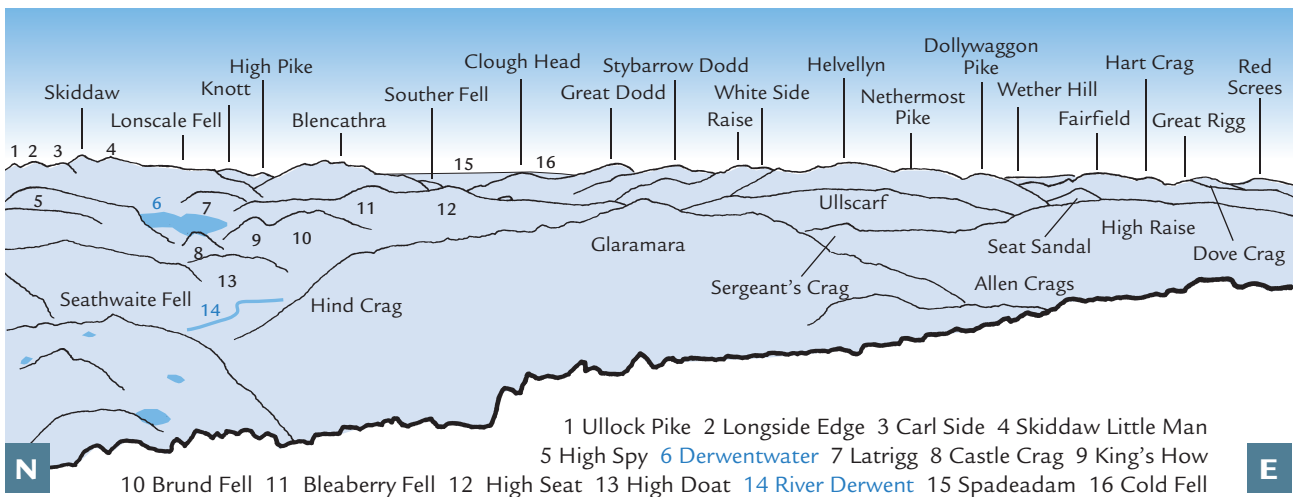 Dollywaggon
Pike
High Pike
Clough Head
Stybarrow Dodd
Helvellyn
Hart Crag
Red
Screes
Skiddaw
Knott
Souther Fell
Great Dodd
White Side
Nethermost
Pike
Wether Hill
Lonscale Fell
Blencathra
Raise
Fairfield
Great Rigg
1 2 3 4
15 16
5 6 7 11 12
Ullscarf
8 9 10
Glaramara
Seat Sandal
High Raise
Dove Crag
13
Seathwaite Fell
14
Hind Crag
Sergeant's Crag
Allen Crags
1 Ullock Pike 2 Longside Edge 3 Carl Side 4 Skiddaw Little Man
5 High Spy 6 Derwentwater 7 Latrigg 8 Castle Crag 9 King's How
10 Brund Fell 11 Bleaberry Fell 12 High Seat 13 High Doat 14 River Derwent 15 Spadeadam 16 Cold Fell
N
E